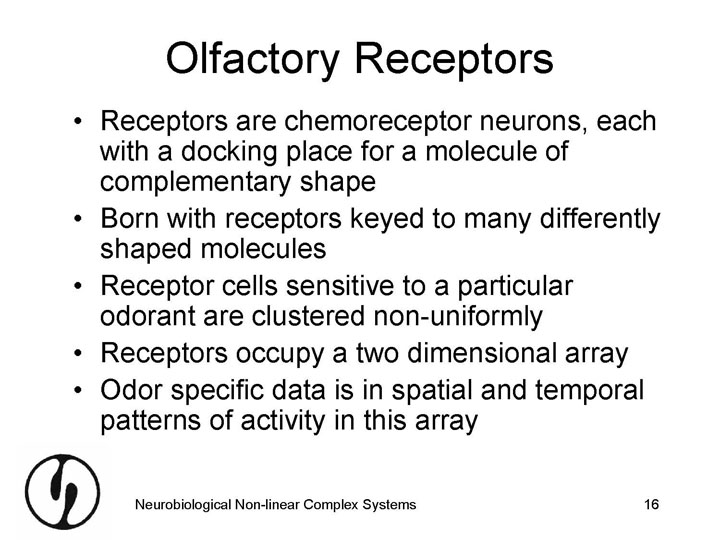 Olfactory Receptors
• Receptors are chemoreceptor neurons, each
with a docking place for a molecule of
complementary shape
• Born with receptors keyed to many differently
shaped molecules
• Receptor cells sensitive to a particular
odorant are clustered non-uniformly
• Receptors occupy a two dimensional array
• Odor specific data is in spatial and temporal
patterns of activity in this array
Neurobiological Non-linear Complex Systems 16